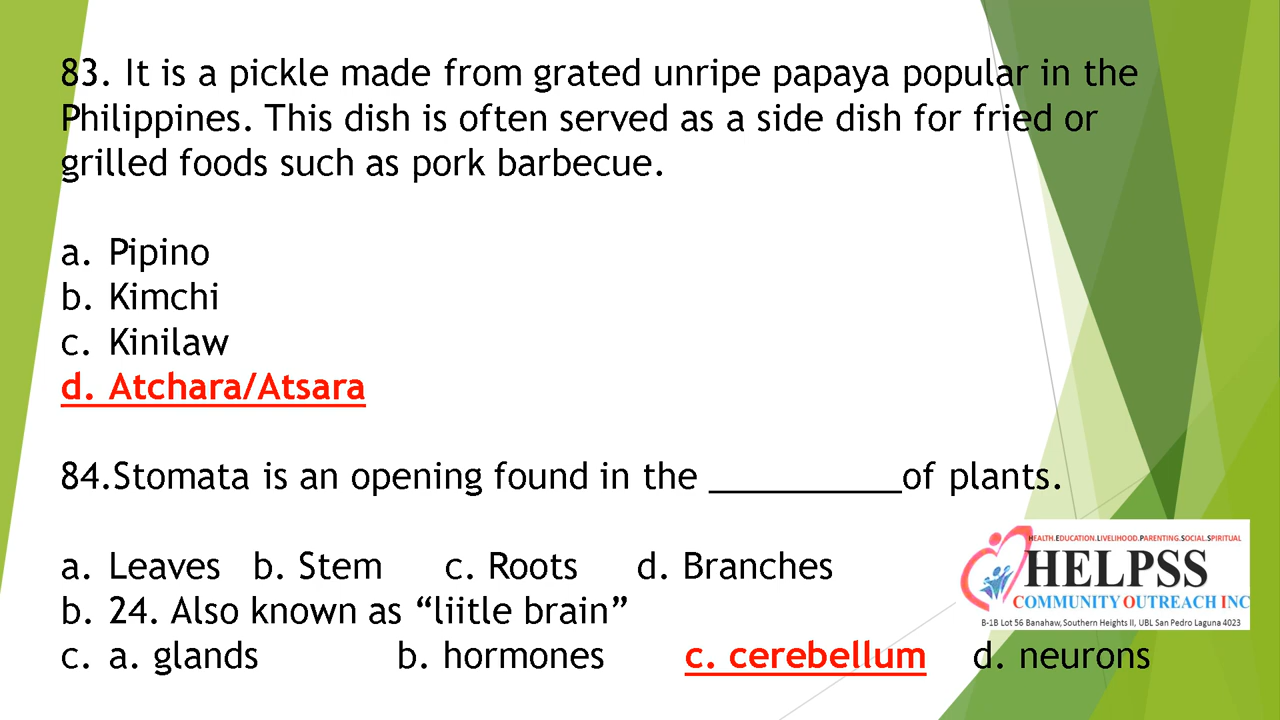 83. It is a pickle made from grated unripe papaya popular in the
Philippines. This dish is often served as a side dish for fried or
grilled foods such as pork barbecue.
a. Pipino
b. Kimchi
c. Kinilaw
d. Atchara/Atsara
84.Stomata is an opening found in the __________of plants.
a. Leaves b. Stem c. Roots d. Branches
b. 24. Also known as “liitle brain”
c. a. glands b. hormones c. cerebellum d. neurons
HEALTH.EDUCATION.LIVELIHOOD.PARENTING.SOCIAL.SPIRITUAL
HELPSS
COMMUNITY OUTREACH INC
B-1B Lot 56 Banahaw, Southern Heights II, UBL San Pedro Laguna 4023